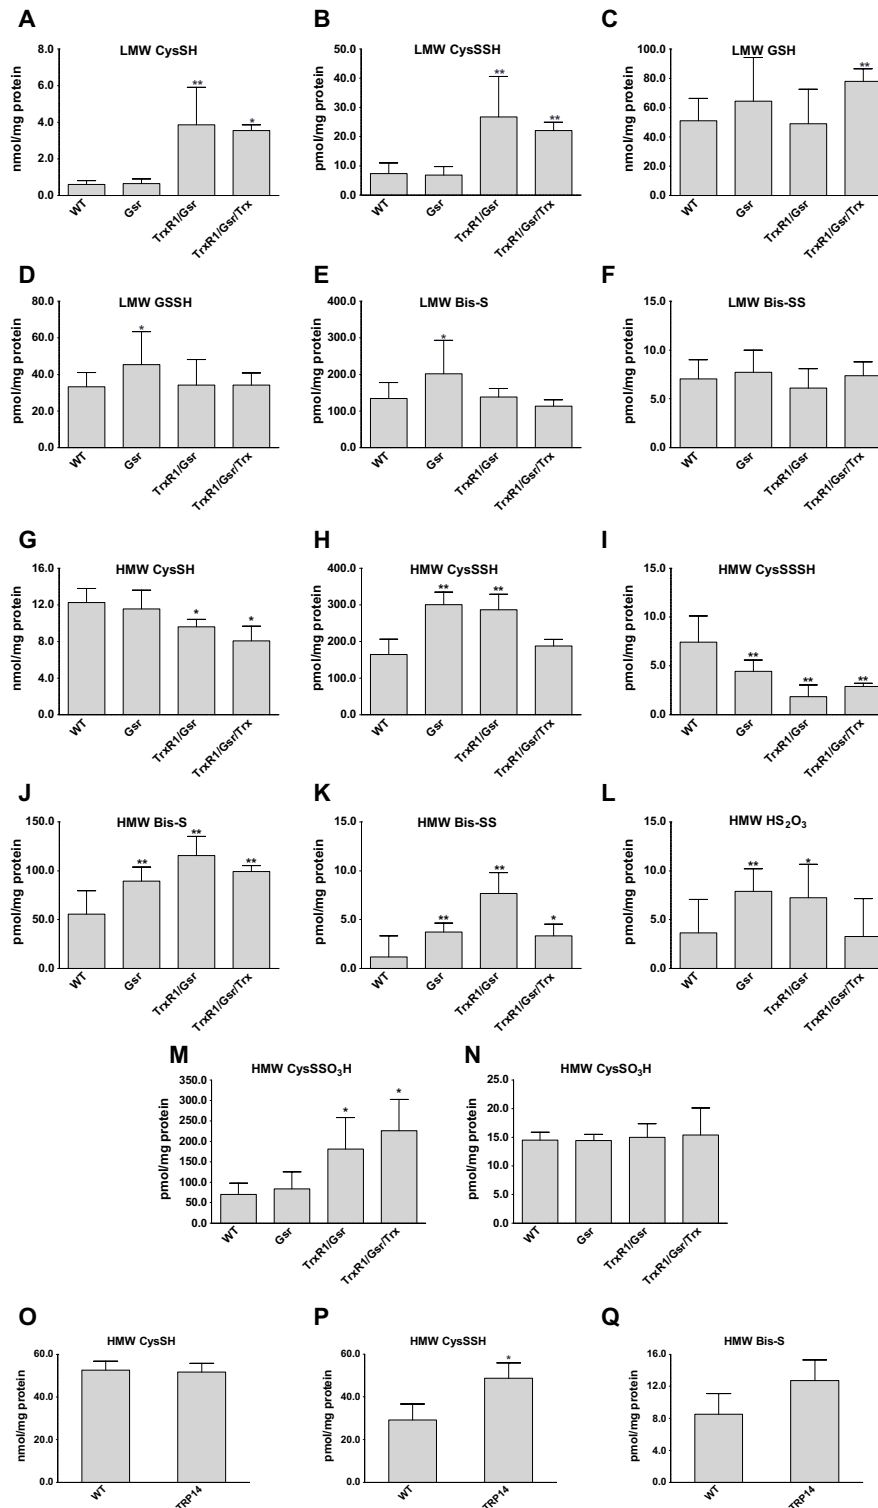 A
LMW CysSH
nmol/mg protein
8.0
6.0
4.0
2.0
0
**
*
WT
Gsr
TrxR1/Gsr
TrxR1/Gsr/Trx
B
LMW CysSSH
pmol/mg protein
50.0
40.0
30.0
20.0
10.0
0.0
**
**
WT
Gsr
TrxR1/Gsr
TrxR1/Gsr/Trx
C
LMW GSH
nmol/mg protein
100.0
80.0
60.0
40.0
20.0
0.0
**
WT
Gsr
TrxR1/Gsr
TrxR1/Gsr/Trx
D
LMW GSSH
pmol/mg protein
80.0
60.0
40.0
20.0
0.0
*
WT
Gsr
TrxR1/Gsr
TrxR1/Gsr/Trx
E
LMW Bis-S
pmol/mg protein
400.0
300.0
200.0
100.0
0.0
*
WT
Gsr
TrxR1/Gsr
TrxR1/Gsr/Trx
F
LMW Bis-SS
pmol/mg protein
15.0
10.0
5.0
0.0
WT
Gsr
TrxR1/Gsr
TrxR1/Gsr/Trx
G
HMW CysSH
nmol/mg protein
16.0
12.0
8.0
4.0
0.0
*
*
WT
Gsr
TrxR1/Gsr
TrxR1/Gsr/Trx
H
HMW CysSSH
pmol/mg protein
400.0
300.0
200.0
100.0
0.0
**
**
WT
Gsr
TrxR1/Gsr
TrxR1/Gsr/Trx
I
HMW CysSSSH
pmol/mg protein
15.0
10.0
5.0
0.0
**
**
**
WT
Gsr
TrxR1/Gsr
TrxR1/Gsr/Trx
J
HMW Bis-S
pmol/mg protein
150.0
100.0
50.0
0.0
**
**
**
WT
Gsr
TrxR1/Gsr
TrxR1/Gsr/Trx
K
HMW Bis-SS
pmol/mg protein
15.0
10.0
5.0
0.0
**
**
*
WT
Gsr
TrxR1/Gsr
TrxR1/Gsr/Trx
L
HMW HS₂O₃
pmol/mg protein
15.0
10.0
5.0
0.0
**
*
WT
Gsr
TrxR1/Gsr
TrxR1/Gsr/Trx
M
HMW CysSSO₃H
pmol/mg protein
350.0
300.0
250.0
200.0
150.0
100.0
50.0
0.0
*
*
WT
Gsr
TrxR1/Gsr
TrxR1/Gsr/Trx
N
HMW CysSO₃H
pmol/mg protein
25.0
20.0
15.0
10.0
5.0
0.0
WT
Gsr
TrxR1/Gsr
TrxR1/Gsr/Trx
O
HMW CysSH
nmol/mg protein
60.0
40.0
20.0
0.0
WT
TRP14
P
HMW CysSSH
pmol/mg protein
60.0
40.0
20.0
0.0
*
WT
TRP14
Q
HMW Bis-S
pmol/mg protein
16.0
12.0
8.0
4.0
0.0
WT
TRP14